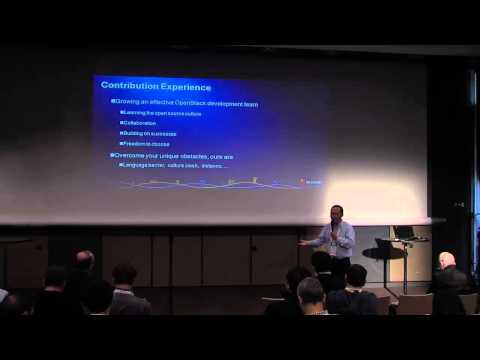 Contribution Experience
Growing an effective OpenStack development team
Learning the open source culture
Collaboration
Building on successes
Freedom to choose
Overcome your unique obstacles, ours are
Language barrier, culture clash, distance, ...